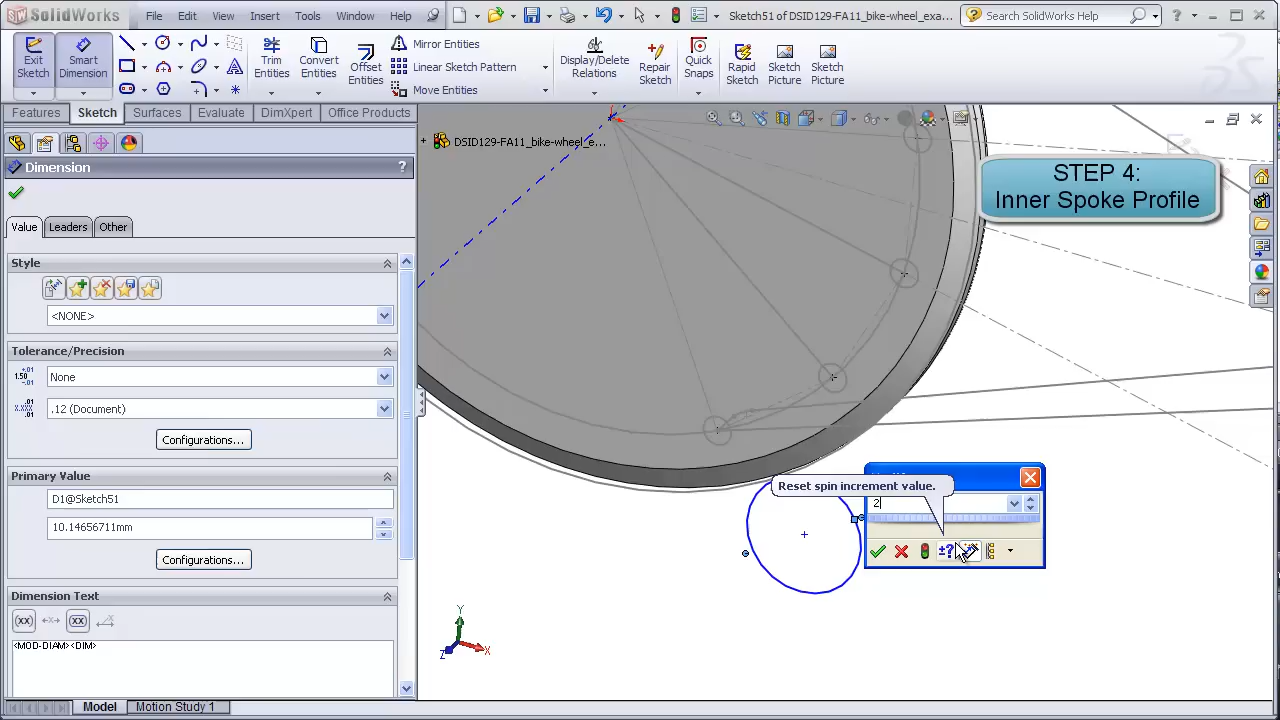 SolidWorks
File Edit View Insert Tools Window Help
Sketch51 of DSID129-FA11_bike-wheel_exa...
Search SolidWorks Help
Exit Sketch
Smart Dimension
Trim Entities
Convert Entities
Offset Entities
Mirror Entities
Linear Sketch Pattern
Move Entities
Display/Delete Relations
Repair Sketch
Quick Snaps
Rapid Sketch
Sketch Picture
Sketch Picture
Features Sketch Surfaces Evaluate DimXpert Office Products
DSID129-FA11_bike-wheel_e...
STEP 4:
Inner Spoke Profile
Dimension
?
Value Leaders Other
Style
<NONE>
Tolerance/Precision
None
.12 (Document)
Configurations...
Primary Value
D1@Sketch51
10.14656711mm
Configurations...
Dimension Text
<MOD-DIAM><DIM>
Reset spin increment value.
2
±?
Y
X
Z
Model Motion Study 1